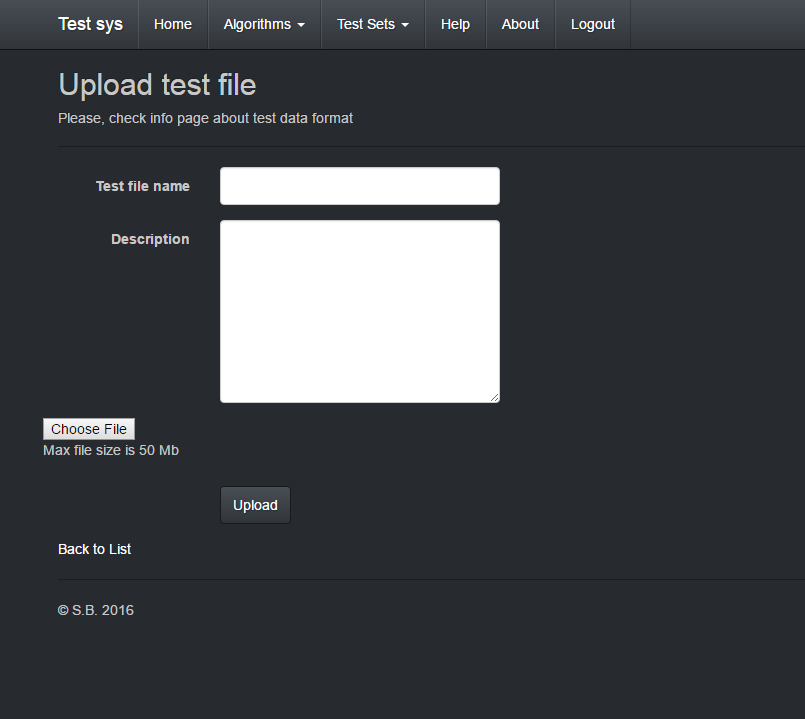 Test sys Home Algorithms Test Sets Help About Logout
Upload test file
Please, check info page about test data format
Test file name
Description
Choose File
Max file size is 50 Mb
Upload
Back to List
© S.B. 2016